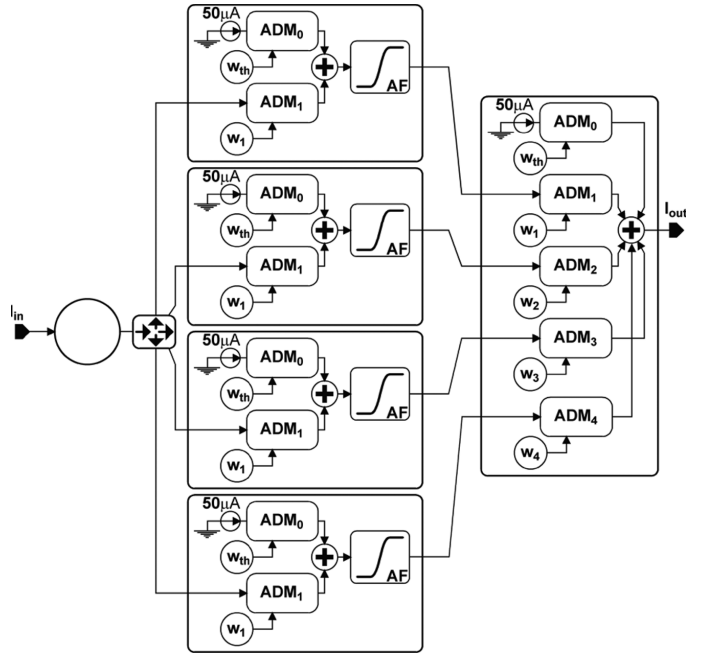 50μA
ADM0
wth
AF
ADM1
w1
50μA
ADM0
wth
AF
ADM1
w1
Iin
50μA
ADM0
wth
AF
ADM1
w1
50μA
ADM0
wth
AF
ADM1
w1
50μA
ADM0
wth
ADM1
w1
Iout
ADM2
w2
ADM3
w3
ADM4
w4